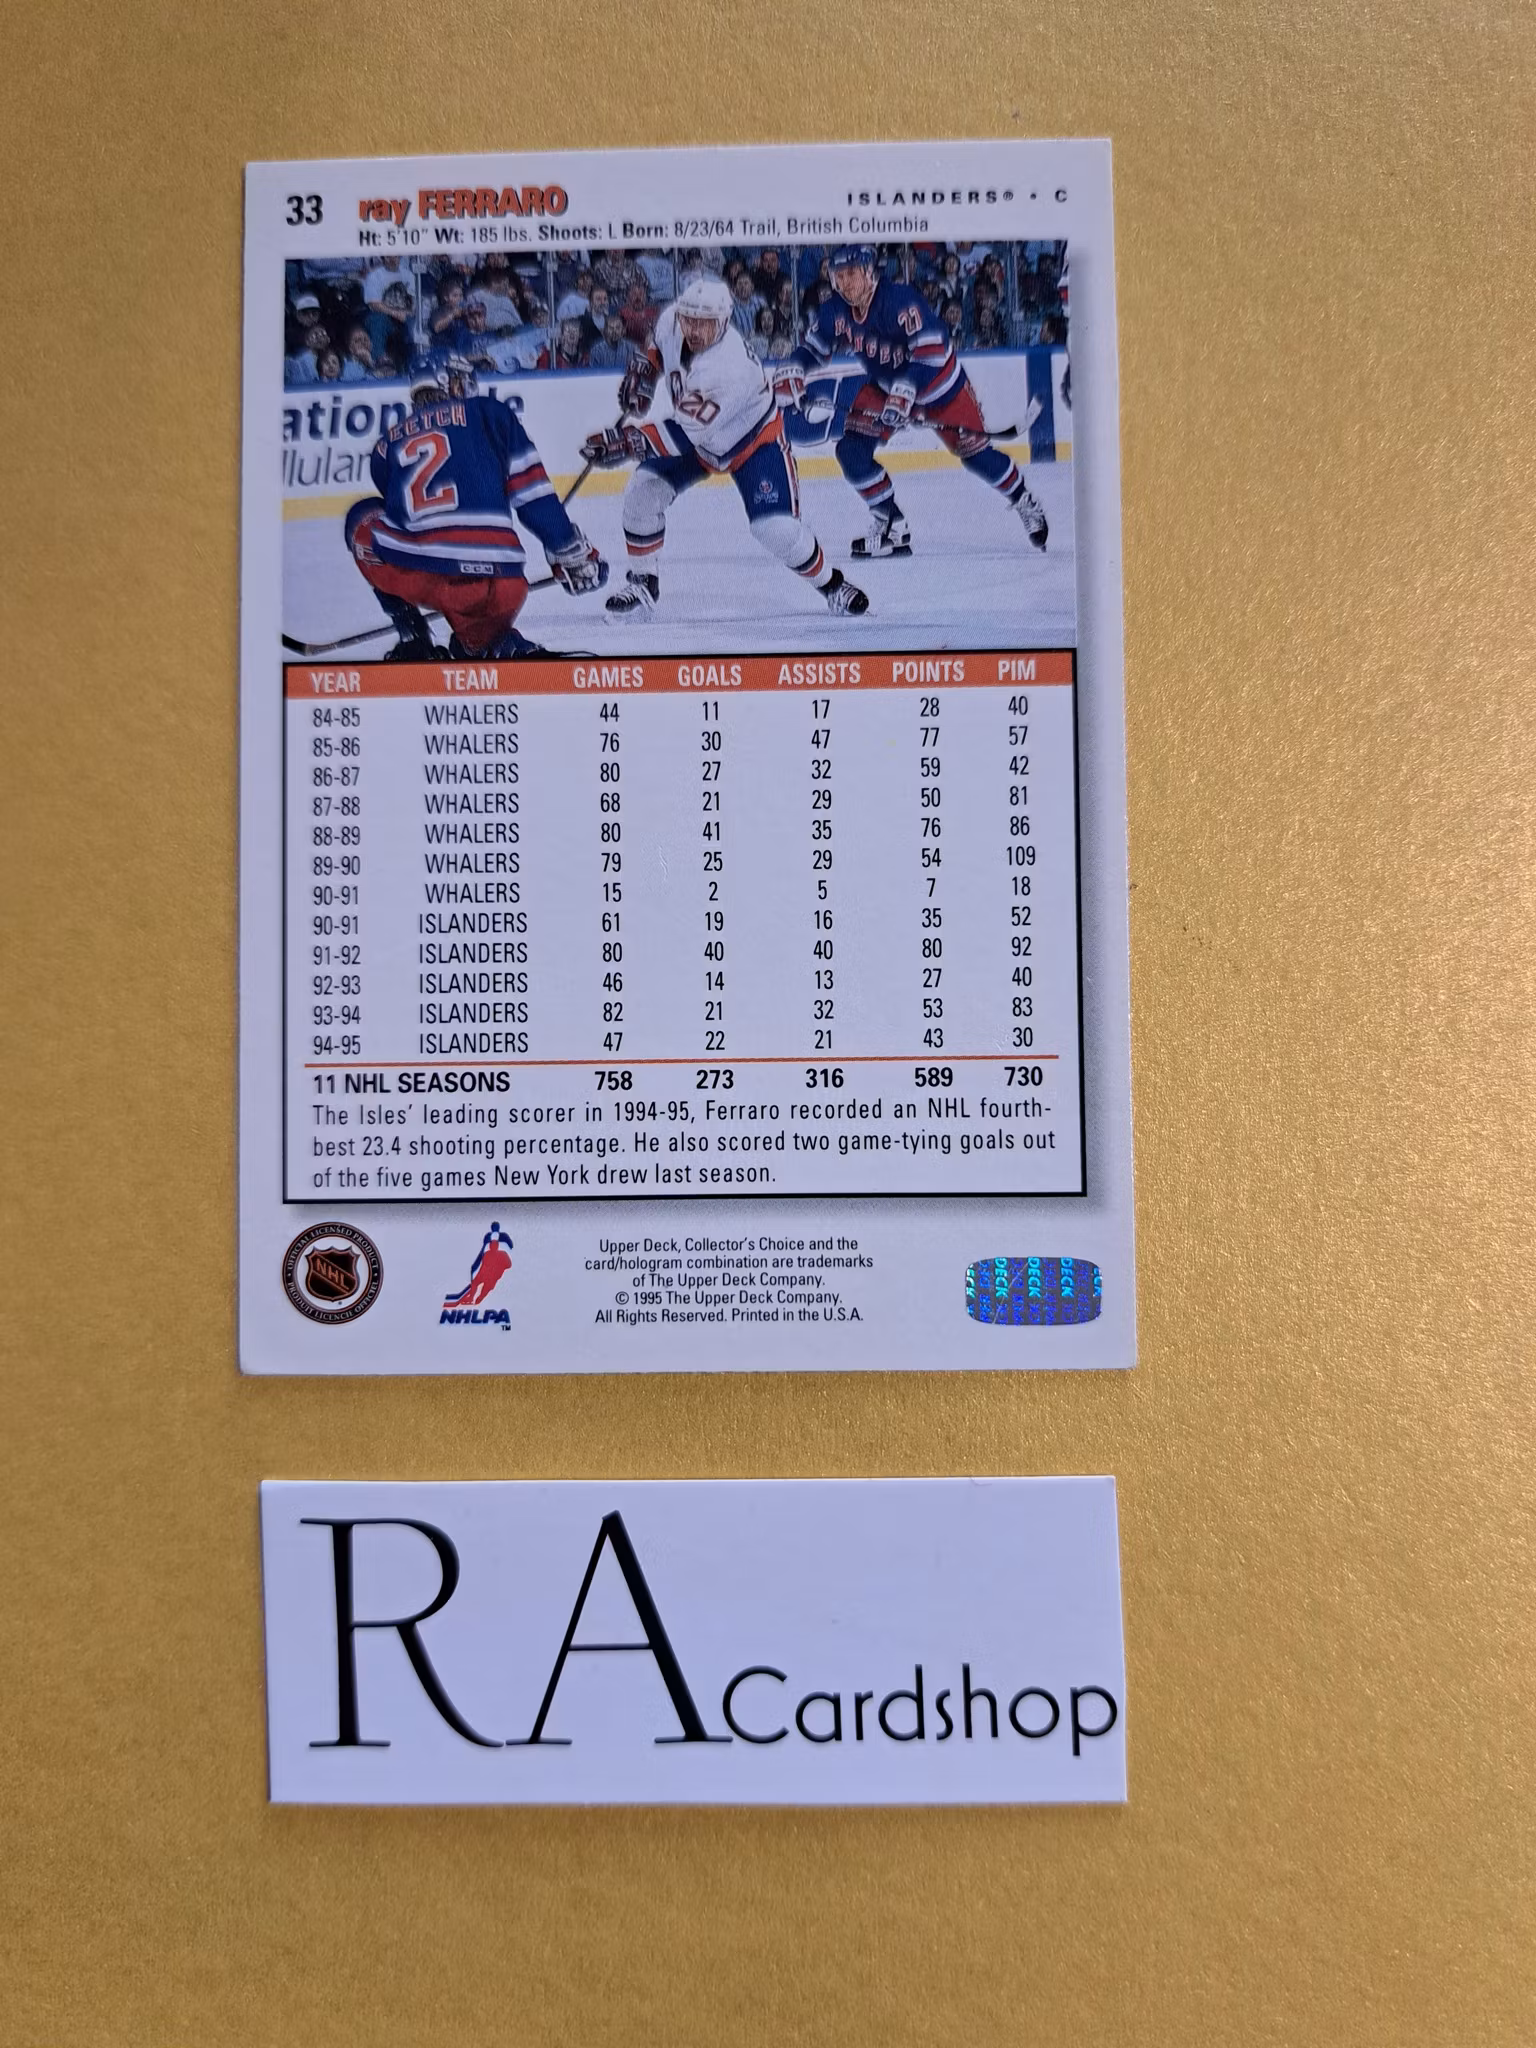 33 ray FERRARO ISLANDERS® • C
Ht: 5'10" Wt: 185 lbs. Shoots: L Born: 8/23/64 Trail, British Columbia
EETCH
2
20
27
CCM
YEAR TEAM GAMES GOALS ASSISTS POINTS PIM
84-85 WHALERS 44 11 17 28 40
85-86 WHALERS 76 30 47 77 57
86-87 WHALERS 80 27 32 59 42
87-88 WHALERS 68 21 29 50 81
88-89 WHALERS 80 41 35 76 86
89-90 WHALERS 79 25 29 54 109
90-91 WHALERS 15 2 5 7 18
90-91 ISLANDERS 61 19 16 35 52
91-92 ISLANDERS 80 40 40 80 92
92-93 ISLANDERS 46 14 13 27 40
93-94 ISLANDERS 82 21 32 53 83
94-95 ISLANDERS 47 22 21 43 30
11 NHL SEASONS 758 273 316 589 730
The Isles' leading scorer in 1994-95, Ferraro recorded an NHL fourth-
best 23.4 shooting percentage. He also scored two game-tying goals out
of the five games New York drew last season.
NHL
NHLPA™
Upper Deck, Collector's Choice and the
card/hologram combination are trademarks
of The Upper Deck Company.
© 1995 The Upper Deck Company.
All Rights Reserved. Printed in the U.S.A.
DECK DECK DECK
RA Cardshop